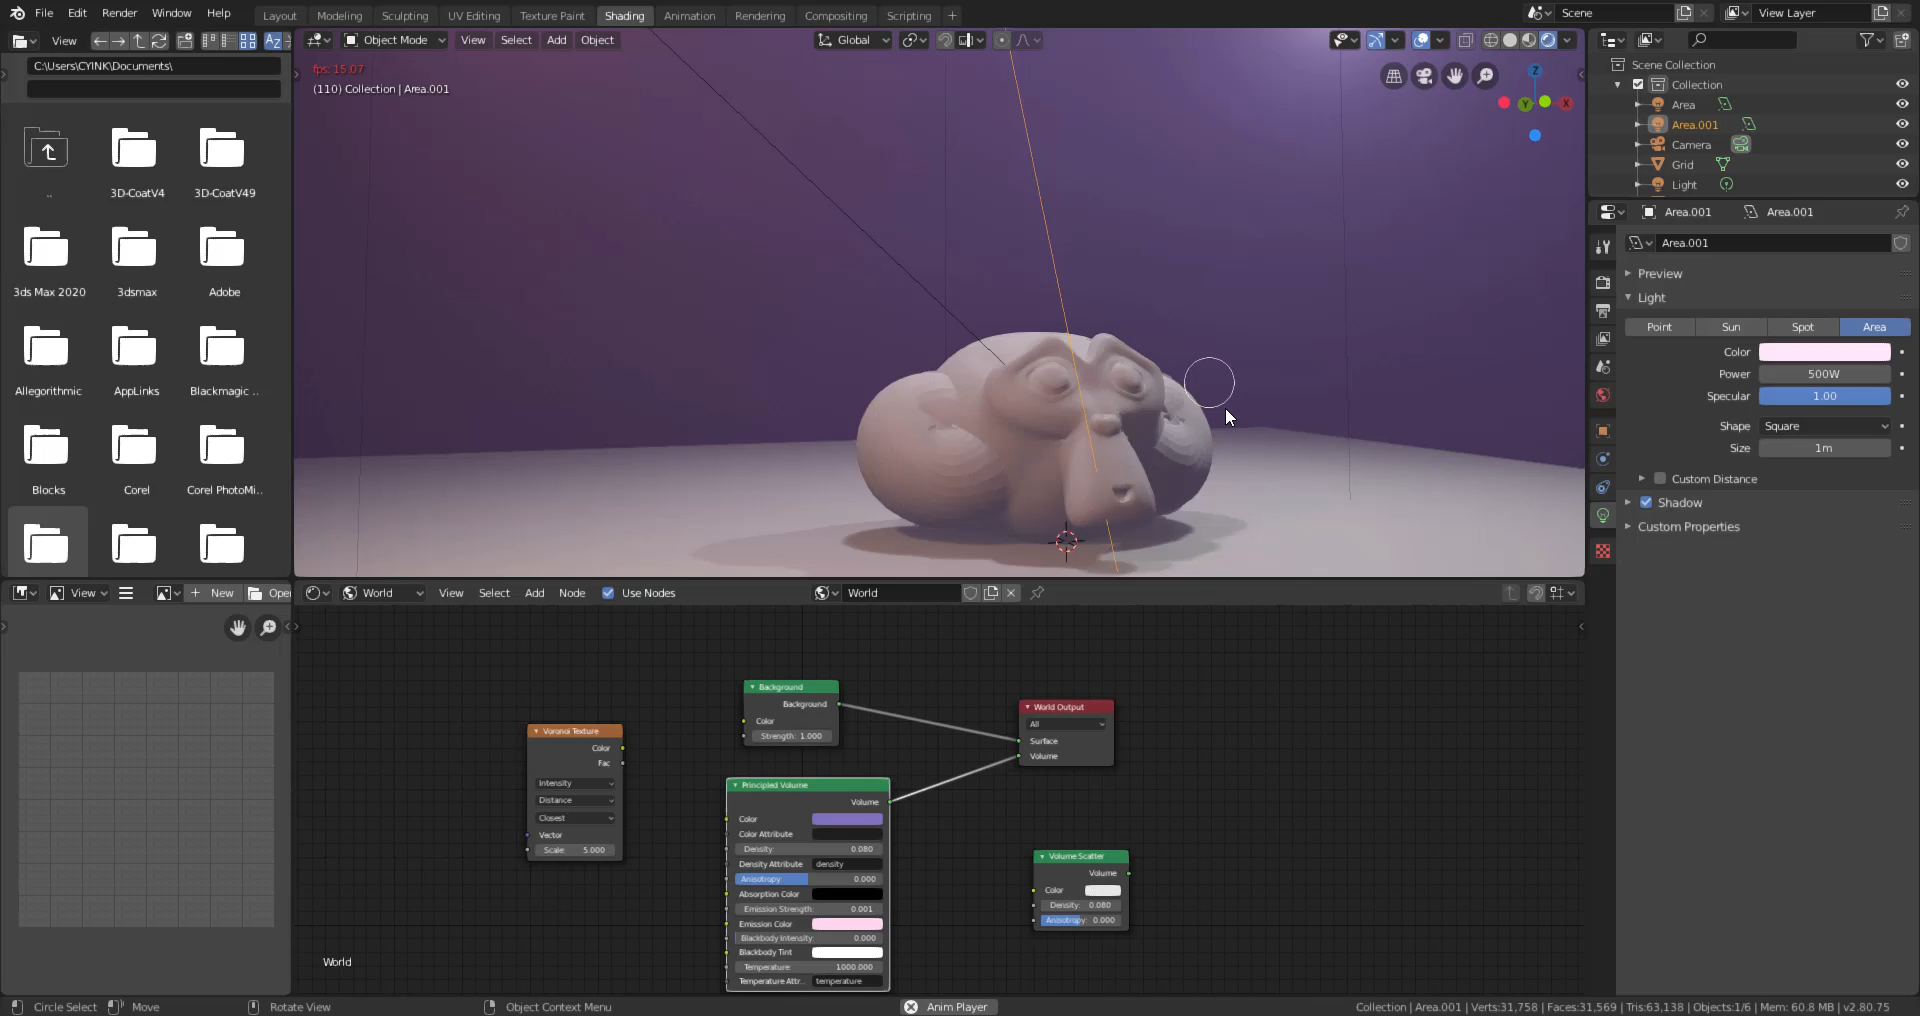 File Edit Render Window Help
Layout Modeling Sculpting UV Editing Texture Paint Shading Animation Rendering Compositing Scripting +
Scene
View Layer
View
C:\Users\CYINK\Documents\
..
3D-CoatV4
3D-CoatV49
3ds Max 2020
3dsmax
Adobe
Allegorithmic
AppLinks
Blackmagic ..
Blocks
Corel
Corel PhotoMi..
Object Mode View Select Add Object
Global
fps: 15.07
(110) Collection | Area.001
Z
Y
X
Scene Collection
Collection
Area
Area.001
Camera
Grid
Light
Area.001 Area.001
Area.001
Preview
Light
Point Sun Spot Area
Color
Power 500W
Specular 1.00
Shape Square
Size 1m
Custom Distance
Shadow
Custom Properties
View + New Open
World View Select Add Node Use Nodes World
Voronoi Texture
Color
Fac
Intensity
Distance
Closest
Vector
Scale: 5.000
Background
Background
Color
Strength: 1.000
Principled Volume
Volume
Color
Color Attribute
Density: 0.080
Density Attribute density
Anisotropy: 0.000
Absorption Color
Emission Strength: 0.001
Emission Color
Blackbody Intensity: 0.000
Blackbody Tint
Temperature: 1000.000
Temperature Attr.. temperature
World Output
All
Surface
Volume
Volume Scatter
Volume
Color
Density: 0.080
Anisotropy: 0.000
World
Circle Select Move Rotate View Object Context Menu Anim Player Collection | Area.001 | Verts:31,758 | Faces:31,569 | Tris:63,138 | Objects:1/6 | Mem: 60.8 MB | v2.80.75